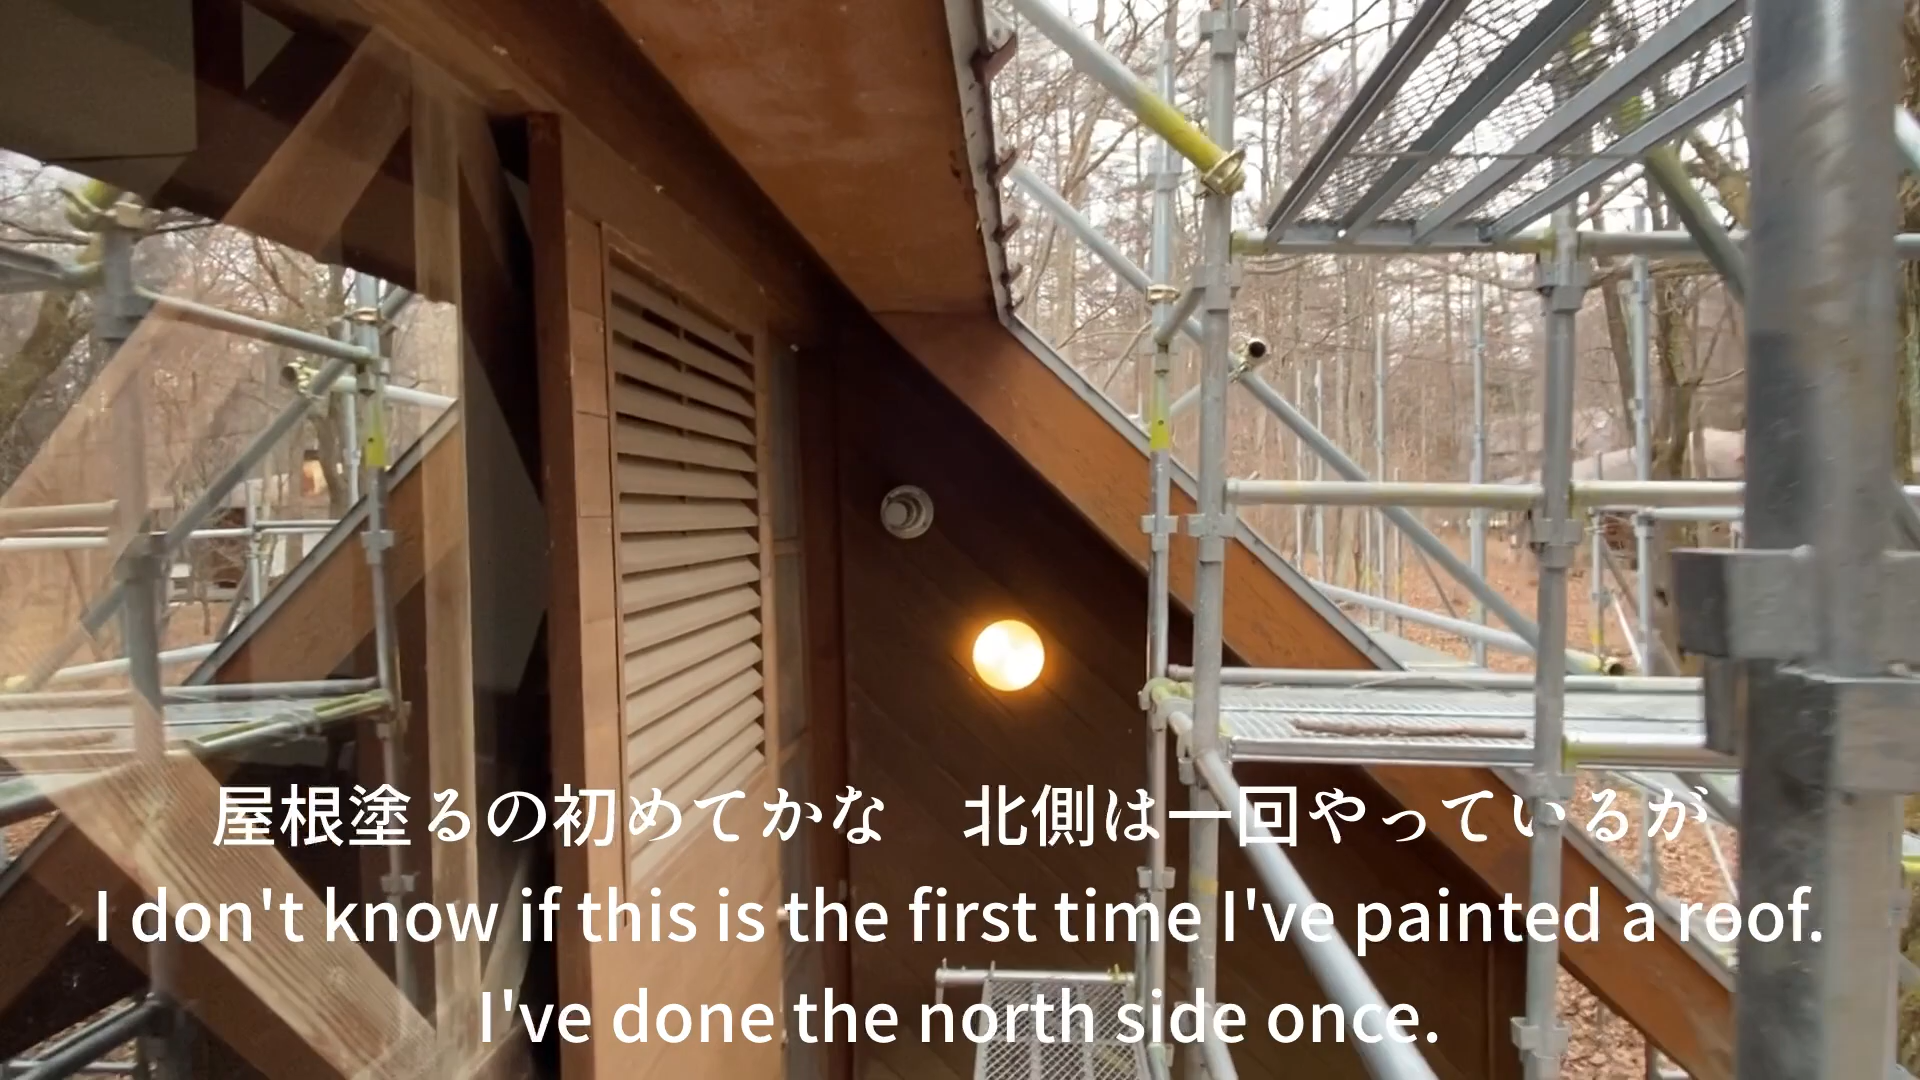 屋根塗るの初めてかな　北側は一回やっているが
I don't know if this is the first time I've painted a roof.
I've done the north side once.